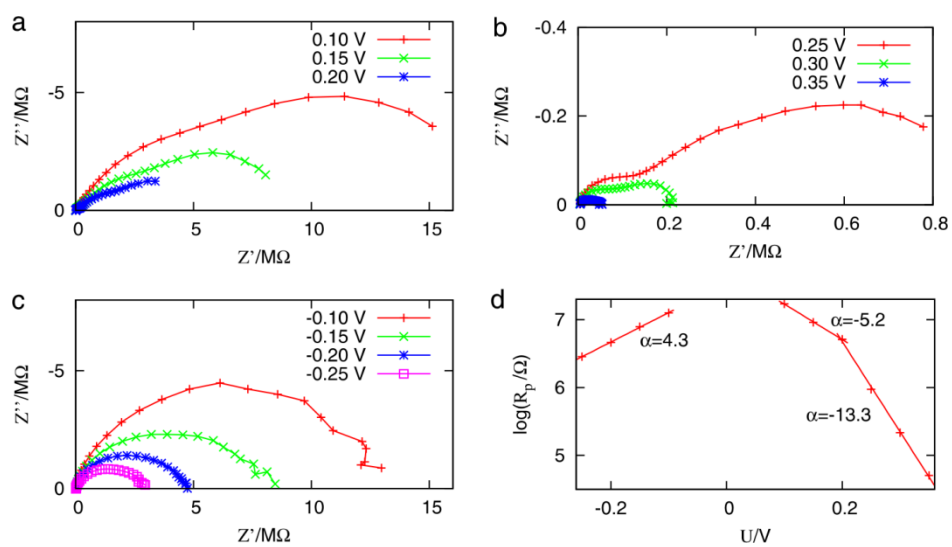 a
0.10 V
0.15 V
0.20 V
-5
0
Z''/MΩ
0
5
10
15
Z'/MΩ
b
0.25 V
0.30 V
0.35 V
-0.4
-0.2
0
Z''/MΩ
0
0.2
0.4
0.6
0.8
Z'/MΩ
c
-0.10 V
-0.15 V
-0.20 V
-0.25 V
-5
0
Z''/MΩ
0
5
10
15
Z'/MΩ
d
7
6
5
log(Rp/Ω)
α=4.3
α=-5.2
α=-13.3
-0.2
0
0.2
U/V